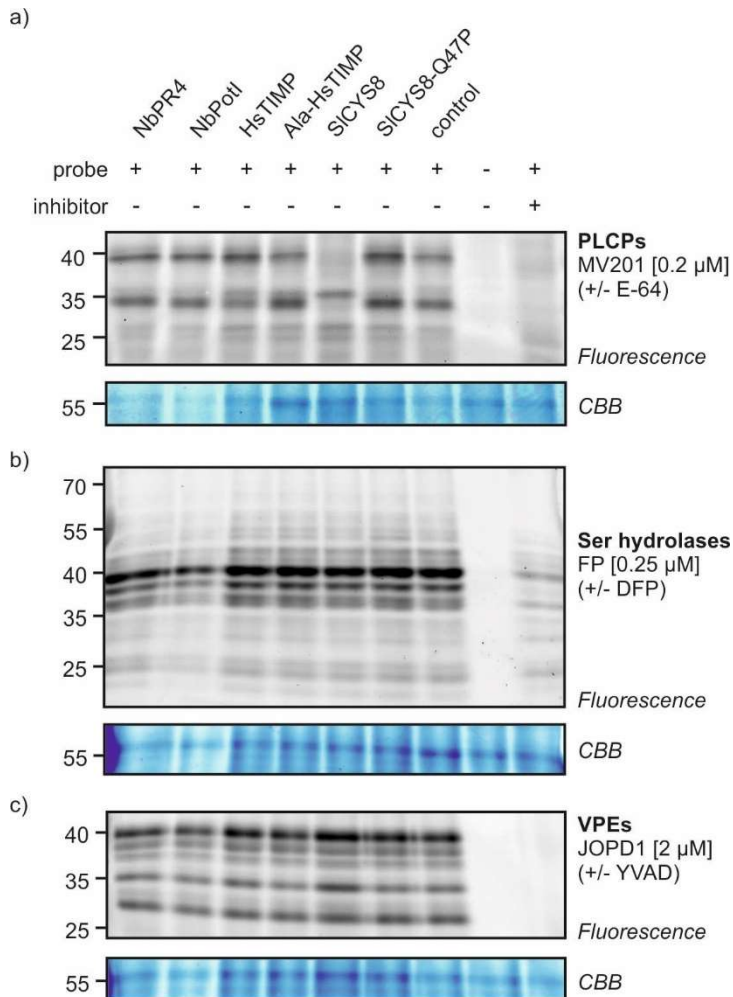 a)
NbPR4 NbPotI HsTIMP Ala-HsTIMP SlCYS8 SlCYS8-Q47P control
probe + + + + + + + - +
inhibitor - - - - - - - - +
40
35
25
PLCPs
MV201 [0.2 µM]
(+/- E-64)
Fluorescence
55
CBB
b)
70
55
40
35
25
Ser hydrolases
FP [0.25 µM]
(+/- DFP)
Fluorescence
55
CBB
c)
40
35
25
VPEs
JOPD1 [2 µM]
(+/- YVAD)
Fluorescence
55
CBB